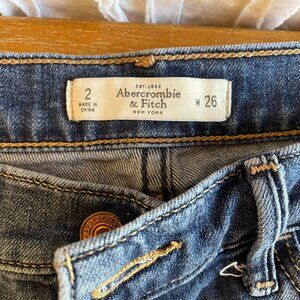 EST. 1892
2
Abercrombie
W 26
MADE IN
& Fitch
CHINA
NEW YORK